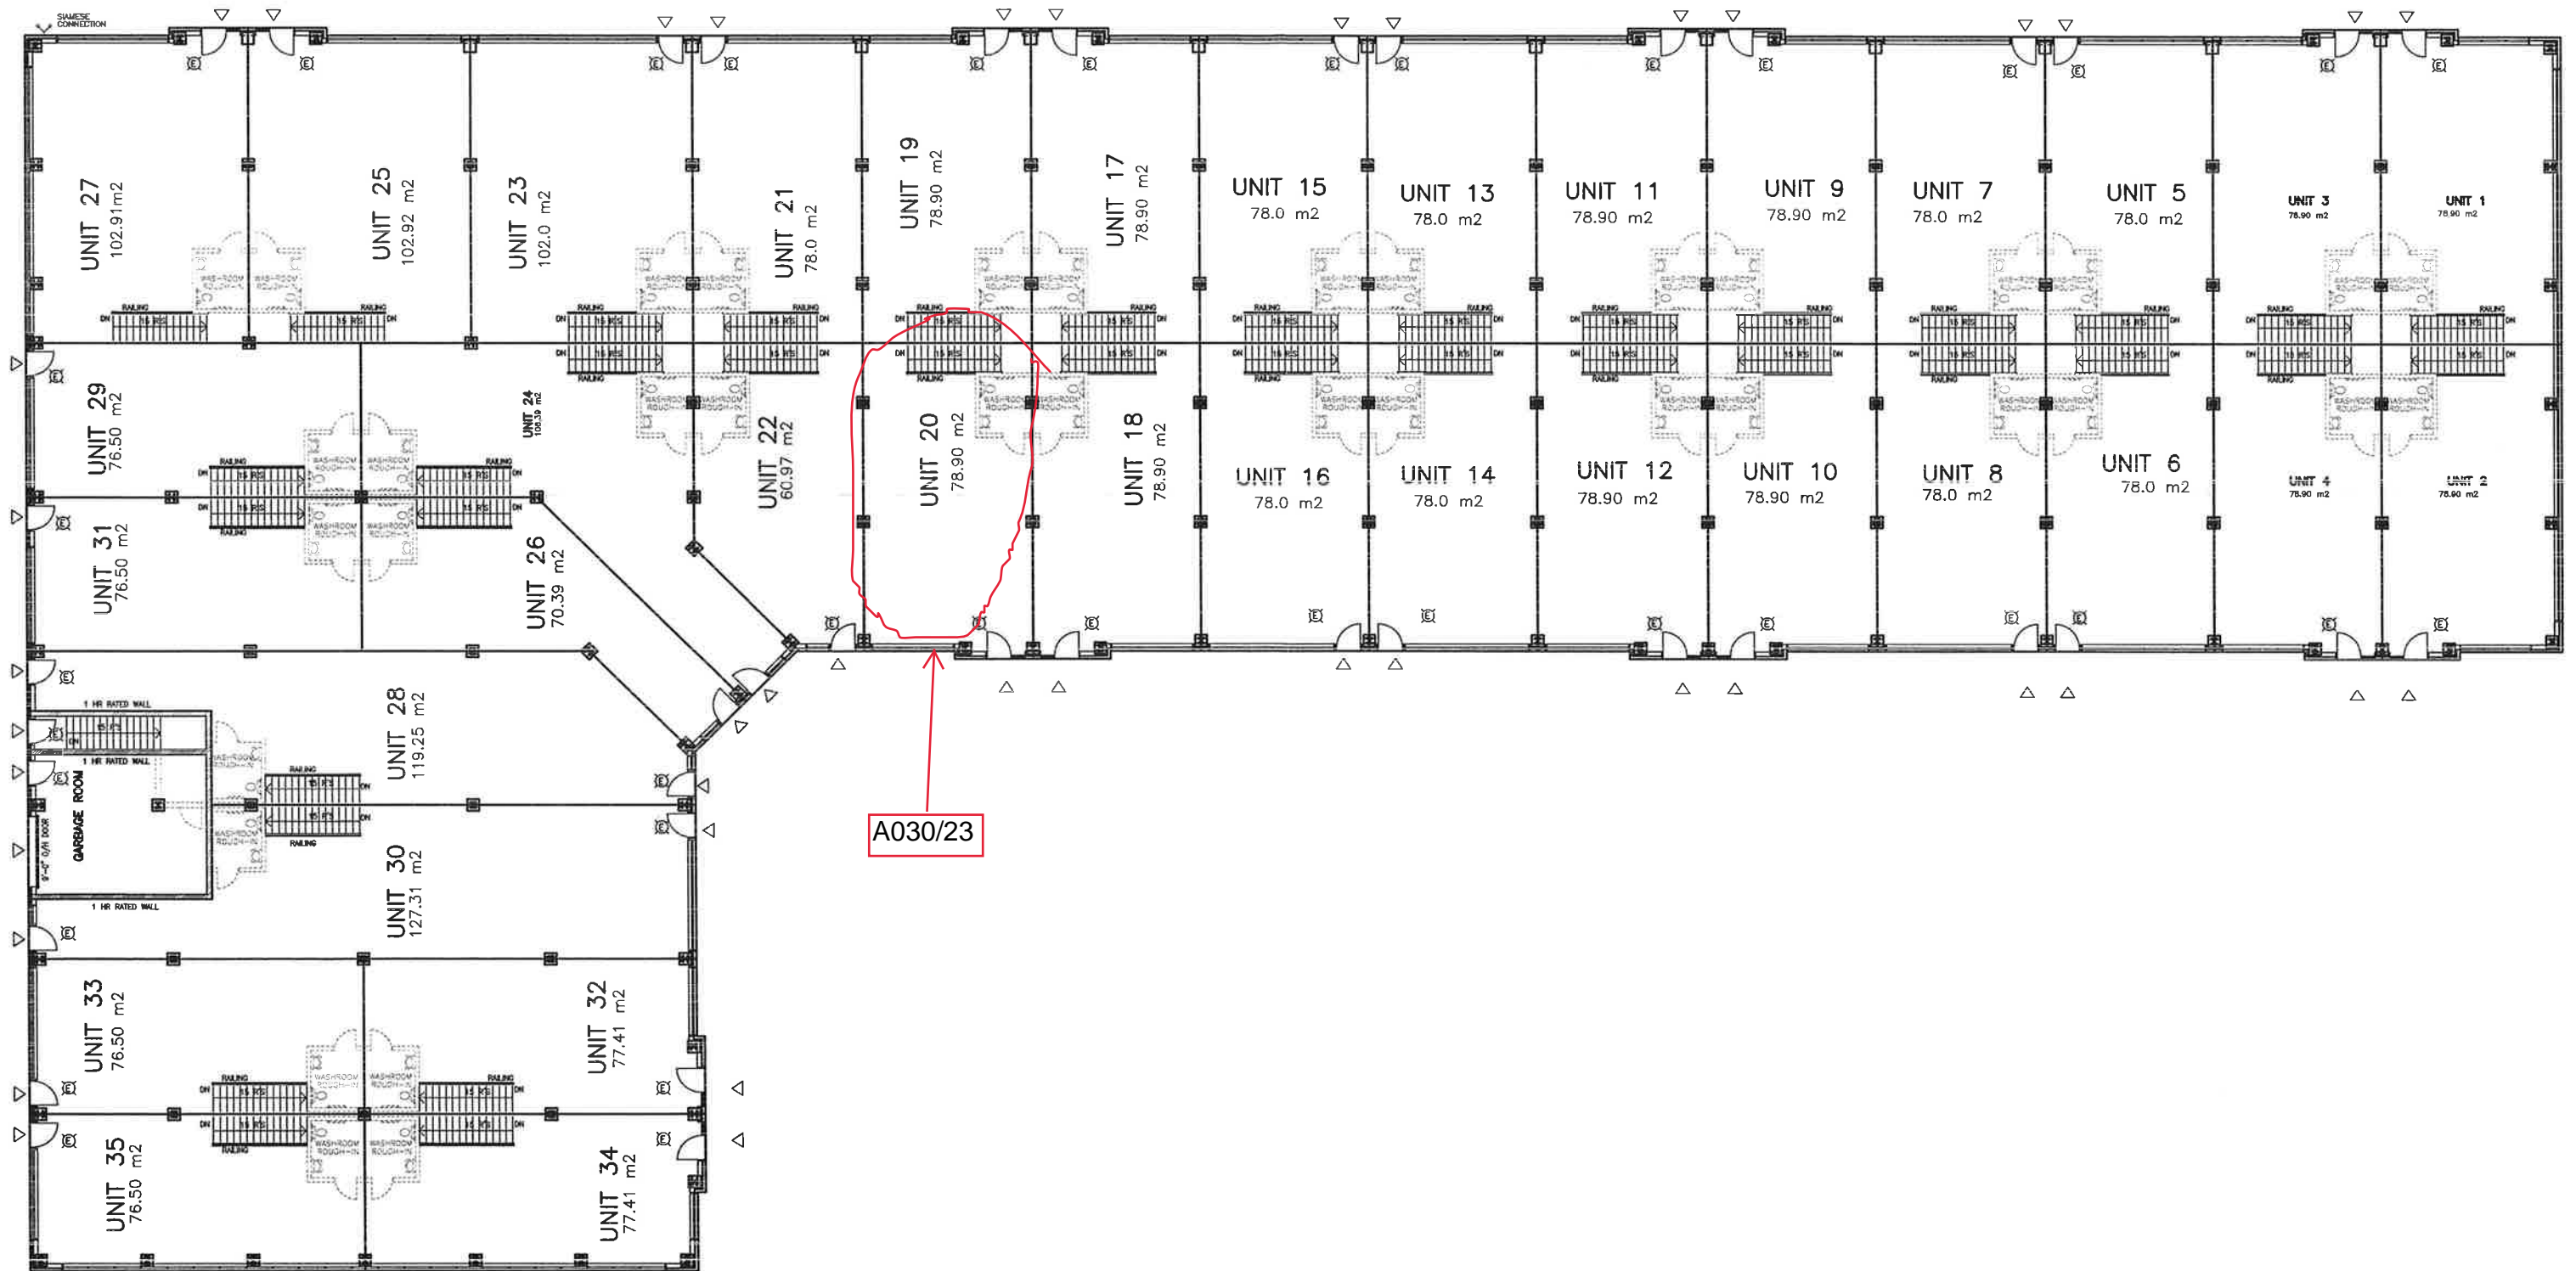 SIAMESE
CONNECTION
UNIT 27
102.91m2
UNIT 25
102.92 m2
UNIT 23
102.0 m2
UNIT 21
78.0 m2
UNIT 19
78.90 m2
UNIT 17
78.90 m2
UNIT 15
78.0 m2
UNIT 13
78.0 m2
UNIT 11
78.90 m2
UNIT 9
78.90 m2
UNIT 7
78.0 m2
UNIT 5
78.0 m2
UNIT 3
78.90 m2
UNIT 1
78.90 m2
WASHROOM
ROUGH-IN
RAILING
DN
15 R'S
UNIT 29
76.50 m2
UNIT 24
108.39 m2
UNIT 22
60.97 m2
UNIT 20
78.90 m2
UNIT 18
78.90 m2
UNIT 16
78.0 m2
UNIT 14
78.0 m2
UNIT 12
78.90 m2
UNIT 10
78.90 m2
UNIT 8
78.0 m2
UNIT 6
78.0 m2
UNIT 4
78.90 m2
UNIT 2
78.90 m2
UNIT 31
76.50 m2
UNIT 26
70.39 m2
1 HR RATED WALL
UNIT 28
119.25 m2
1 HR RATED WALL
GARBAGE ROOM
9'-0" O/H DOOR
A030/23
UNIT 30
127.31 m2
1 HR RATED WALL
UNIT 33
76.50 m2
UNIT 32
77.41 m2
UNIT 35
76.50 m2
UNIT 34
77.41 m2